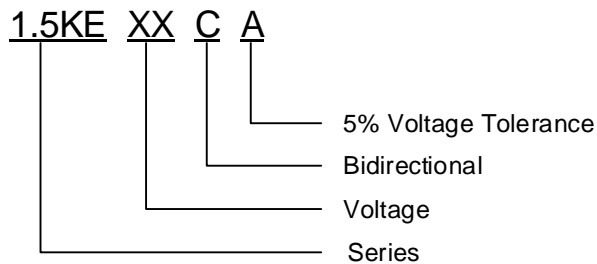 1.5KE XX C A
5% Voltage Tolerance
Bidirectional
Voltage
Series